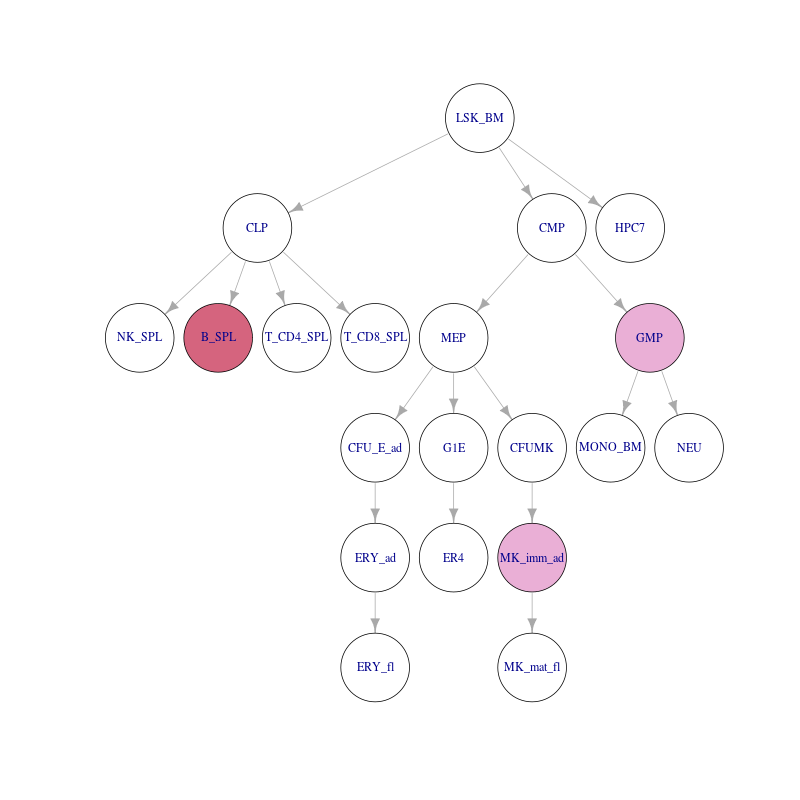 LSK_BM
CLP
CMP
HPC7
NK_SPL
B_SPL
T_CD4_SPL
T_CD8_SPL
MEP
GMP
CFU_E_ad
G1E
CFUMK
MONO_BM
NEU
ERY_ad
ER4
MK_imm_ad
ERY_fl
MK_mat_fl